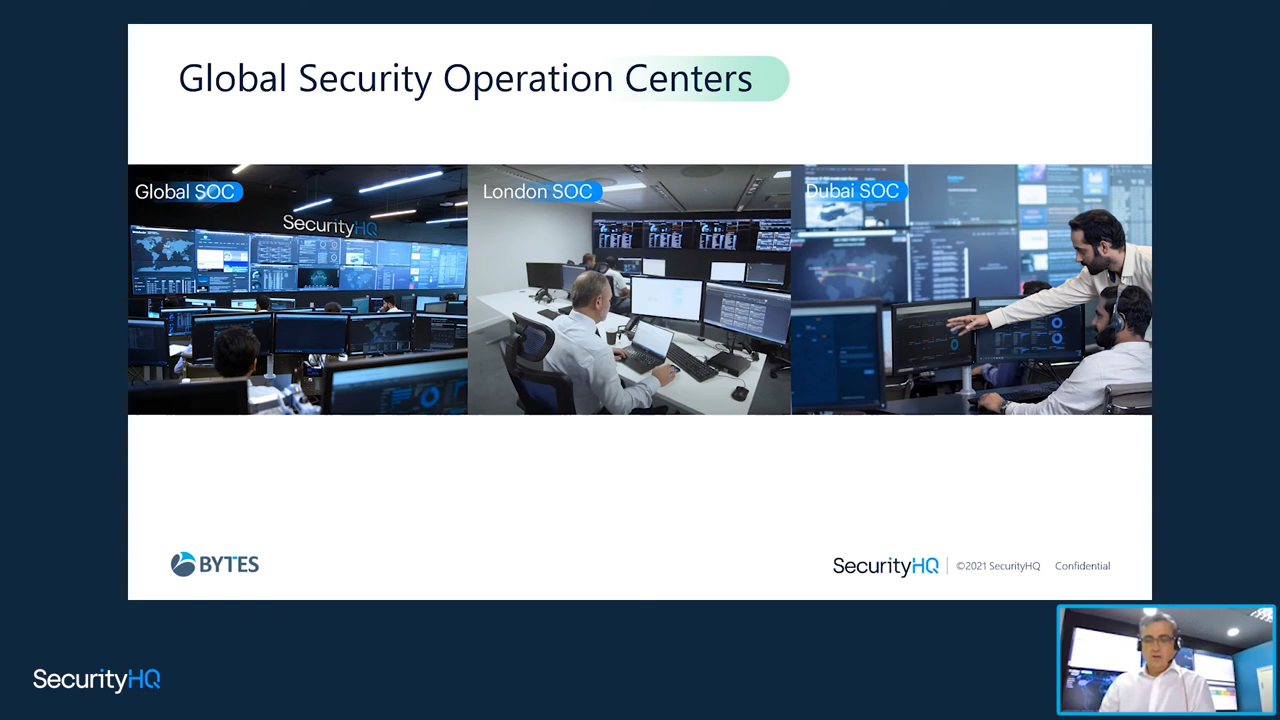 Global Security Operation Centers
Global SOC
London SOC
Dubai SOC
SecurityHQ
BYTES
SecurityHQ
©2021 SecurityHQ
Confidential
SecurityHQ